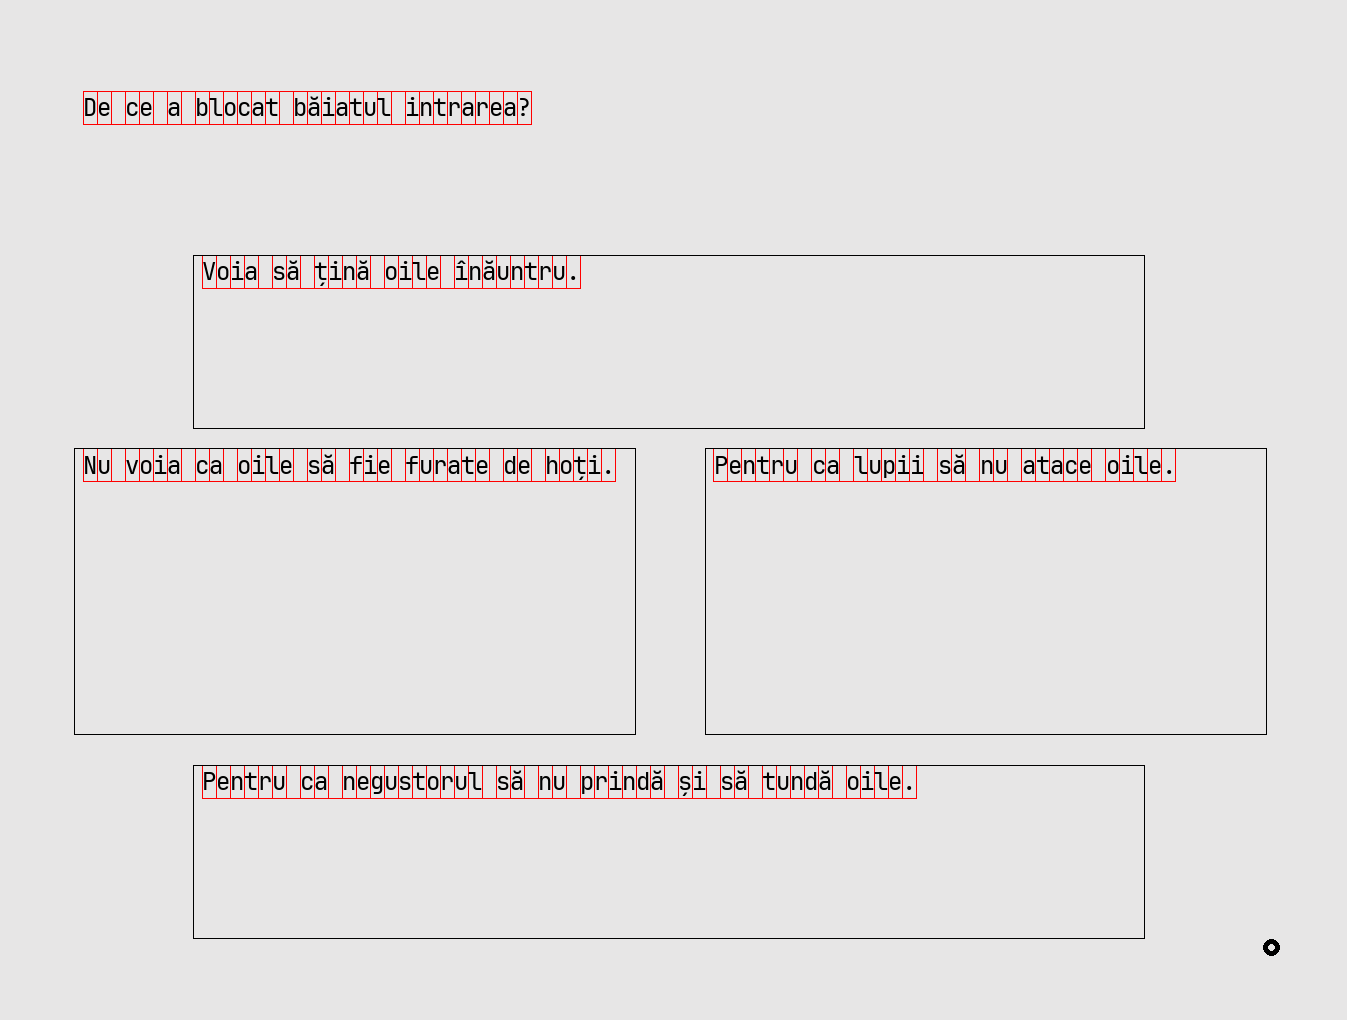 De ce a blocat băiatul intrarea?
Voia să țină oile înăuntru.
Nu voia ca oile să fie furate de hoți.
Pentru ca lupii să nu atace oile.
Pentru ca negustorul să nu prindă și să tundă oile.